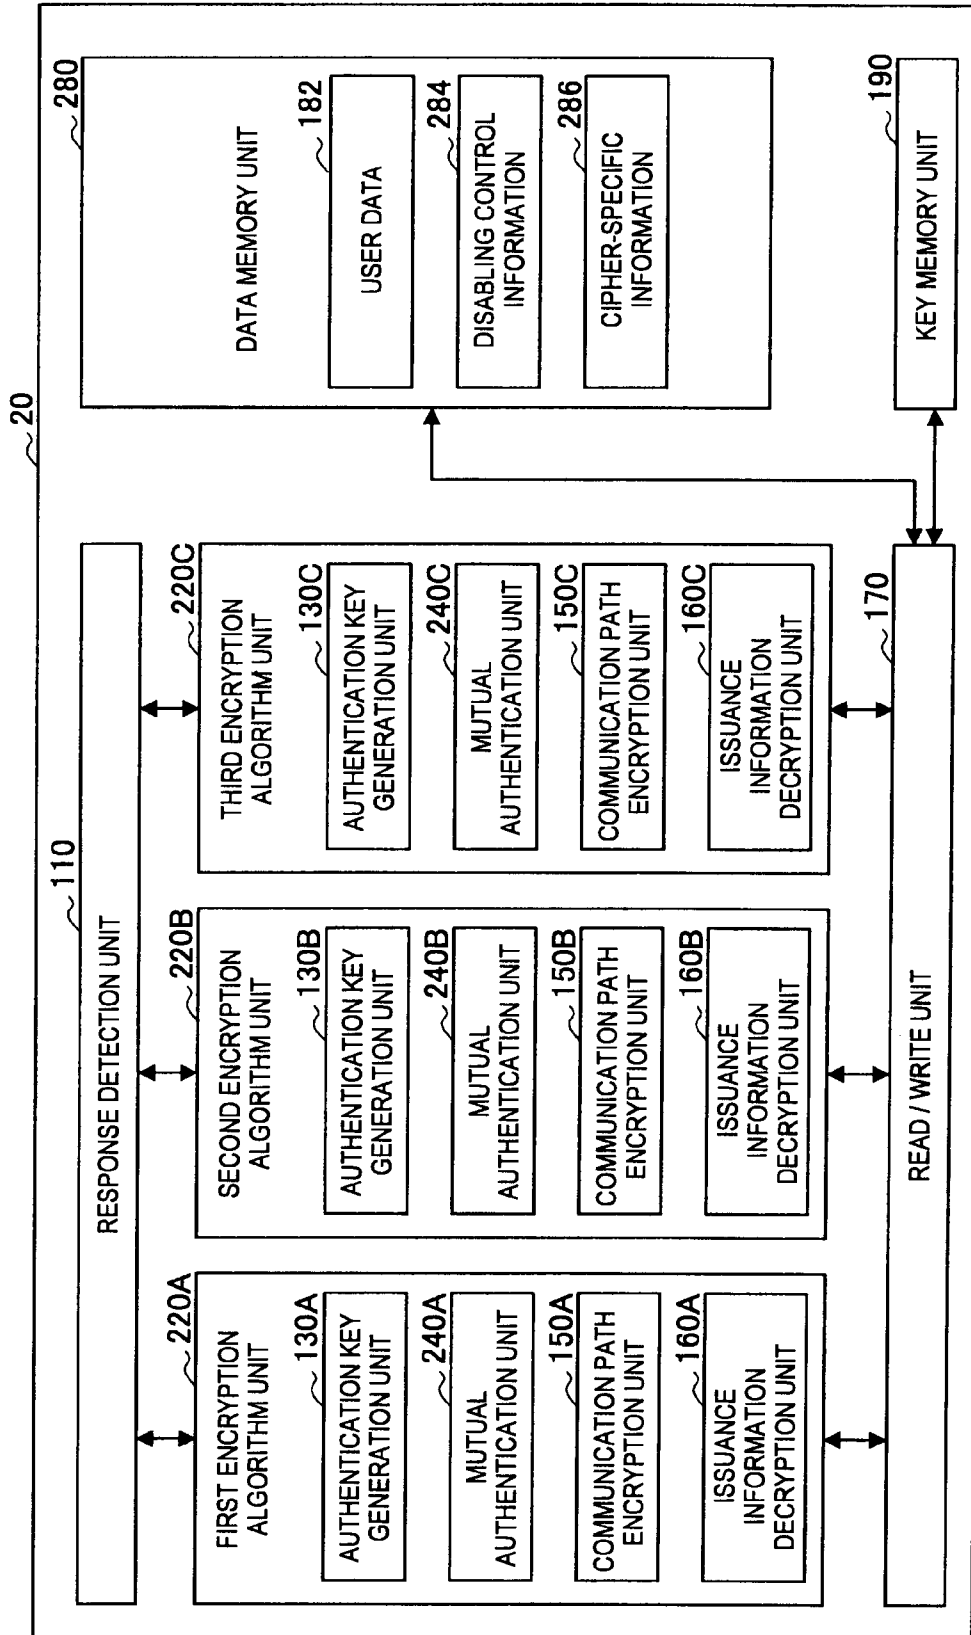 20
110
RESPONSE DETECTION UNIT
220A
FIRST ENCRYPTION
ALGORITHM UNIT
130A
AUTHENTICATION KEY
GENERATION UNIT
240A
MUTUAL
AUTHENTICATION UNIT
150A
COMMUNICATION PATH
ENCRYPTION UNIT
160A
ISSUANCE
INFORMATION
DECRYPTION UNIT
220B
SECOND ENCRYPTION
ALGORITHM UNIT
130B
AUTHENTICATION KEY
GENERATION UNIT
240B
MUTUAL
AUTHENTICATION UNIT
150B
COMMUNICATION PATH
ENCRYPTION UNIT
160B
ISSUANCE
INFORMATION
DECRYPTION UNIT
220C
THIRD ENCRYPTION
ALGORITHM UNIT
130C
AUTHENTICATION KEY
GENERATION UNIT
240C
MUTUAL
AUTHENTICATION UNIT
150C
COMMUNICATION PATH
ENCRYPTION UNIT
160C
ISSUANCE
INFORMATION
DECRYPTION UNIT
170
READ / WRITE UNIT
280
DATA MEMORY UNIT
182
USER DATA
284
DISABLING CONTROL
INFORMATION
286
CIPHER-SPECIFIC
INFORMATION
190
KEY MEMORY UNIT